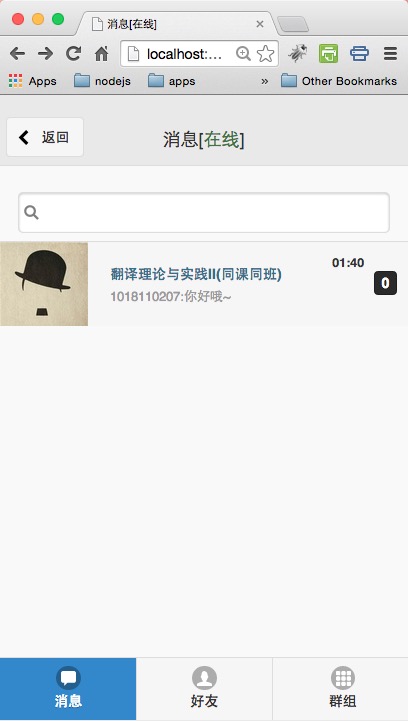 消息[在线]
localhost:...
Apps
nodejs
apps
»
Other Bookmarks
返回
消息[在线]
01:40
翻译理论与实践II(同课同班)
0
1018110207:你好哦~
消息
好友
群组